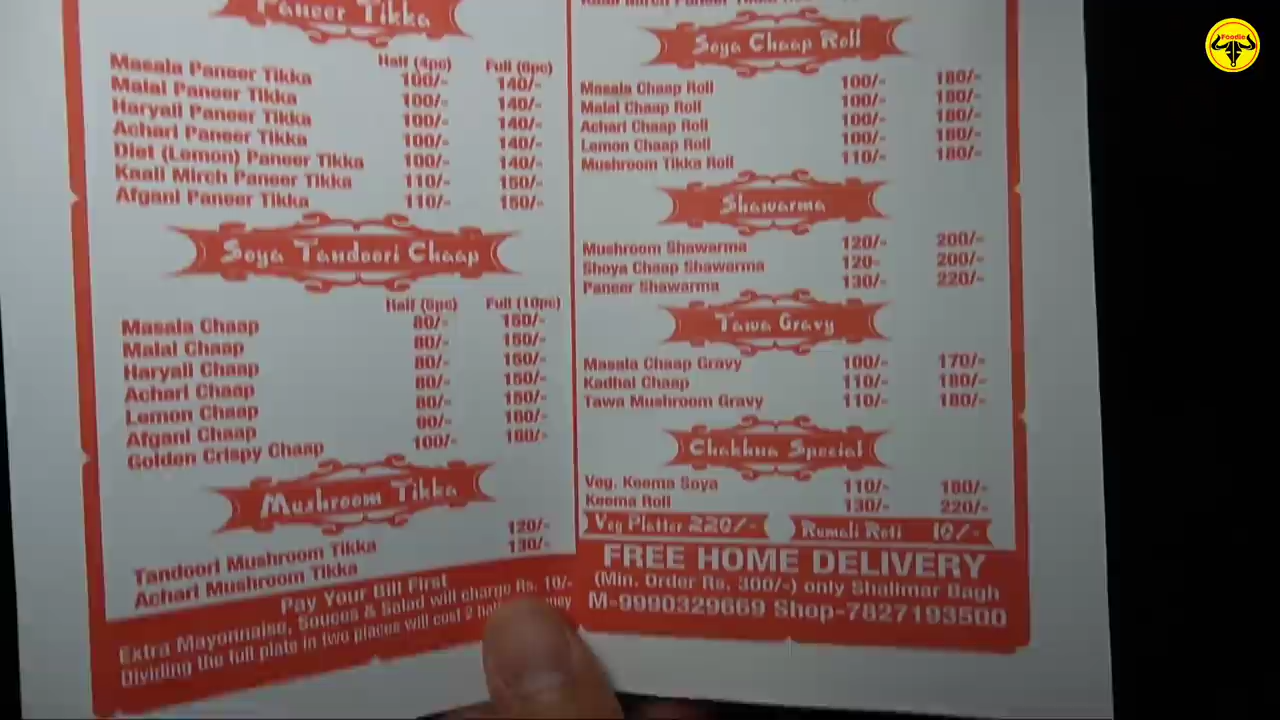 Paneer Tikka
Half (4pc) Full (6pc)
Masala Paneer Tikka 100/- 140/-
Malai Paneer Tikka 100/- 140/-
Haryali Paneer Tikka 100/- 140/-
Achari Paneer Tikka 100/- 140/-
Diet (Lemon) Paneer Tikka 100/- 140/-
Kaali Mirch Paneer Tikka 110/- 150/-
Afgani Paneer Tikka 110/- 150/-
Soya Tandoori Chaap
Half (5pc) Full (10pc)
Masala Chaap 80/- 150/-
Malai Chaap 80/- 150/-
Haryali Chaap 80/- 150/-
Achari Chaap 80/- 150/-
Lemon Chaap 80/- 150/-
Afgani Chaap 90/- 160/-
Golden Crispy Chaap 100/- 180/-
Mushroom Tikka
Tandoori Mushroom Tikka 120/-
Achari Mushroom Tikka 130/-
Pay Your Bill First
Extra Mayonnaise, Souces & Salad will charge Rs. 10/-
Dividing the full plate in two places will cost 2
Soya Chaap Roll
Masala Chaap Roll 100/- 180/-
Malai Chaap Roll 100/- 180/-
Achari Chaap Roll 100/- 180/-
Lemon Chaap Roll 100/- 180/-
Mushroom Tikka Roll 110/- 180/-
Shawarma
Mushroom Shawarma 120/- 200/-
Shoya Chaap Shawarma 120- 200/-
Paneer Shawarma 130/- 220/-
Tawa Gravy
Masala Chaap Gravy 100/- 170/-
Kadhai Chaap 110/- 180/-
Tawa Mushroom Gravy 110/- 180/-
Chakhna Special
Veg. Keema Soya 110/- 180/-
Keema Roll 130/- 220/-
Veg Platter 220/- Rumali Roti 10/-
FREE HOME DELIVERY
(Min. Order Rs. 300/-) only Shalimar Bagh
M-9990329669 Shop-7827193500
Foodie